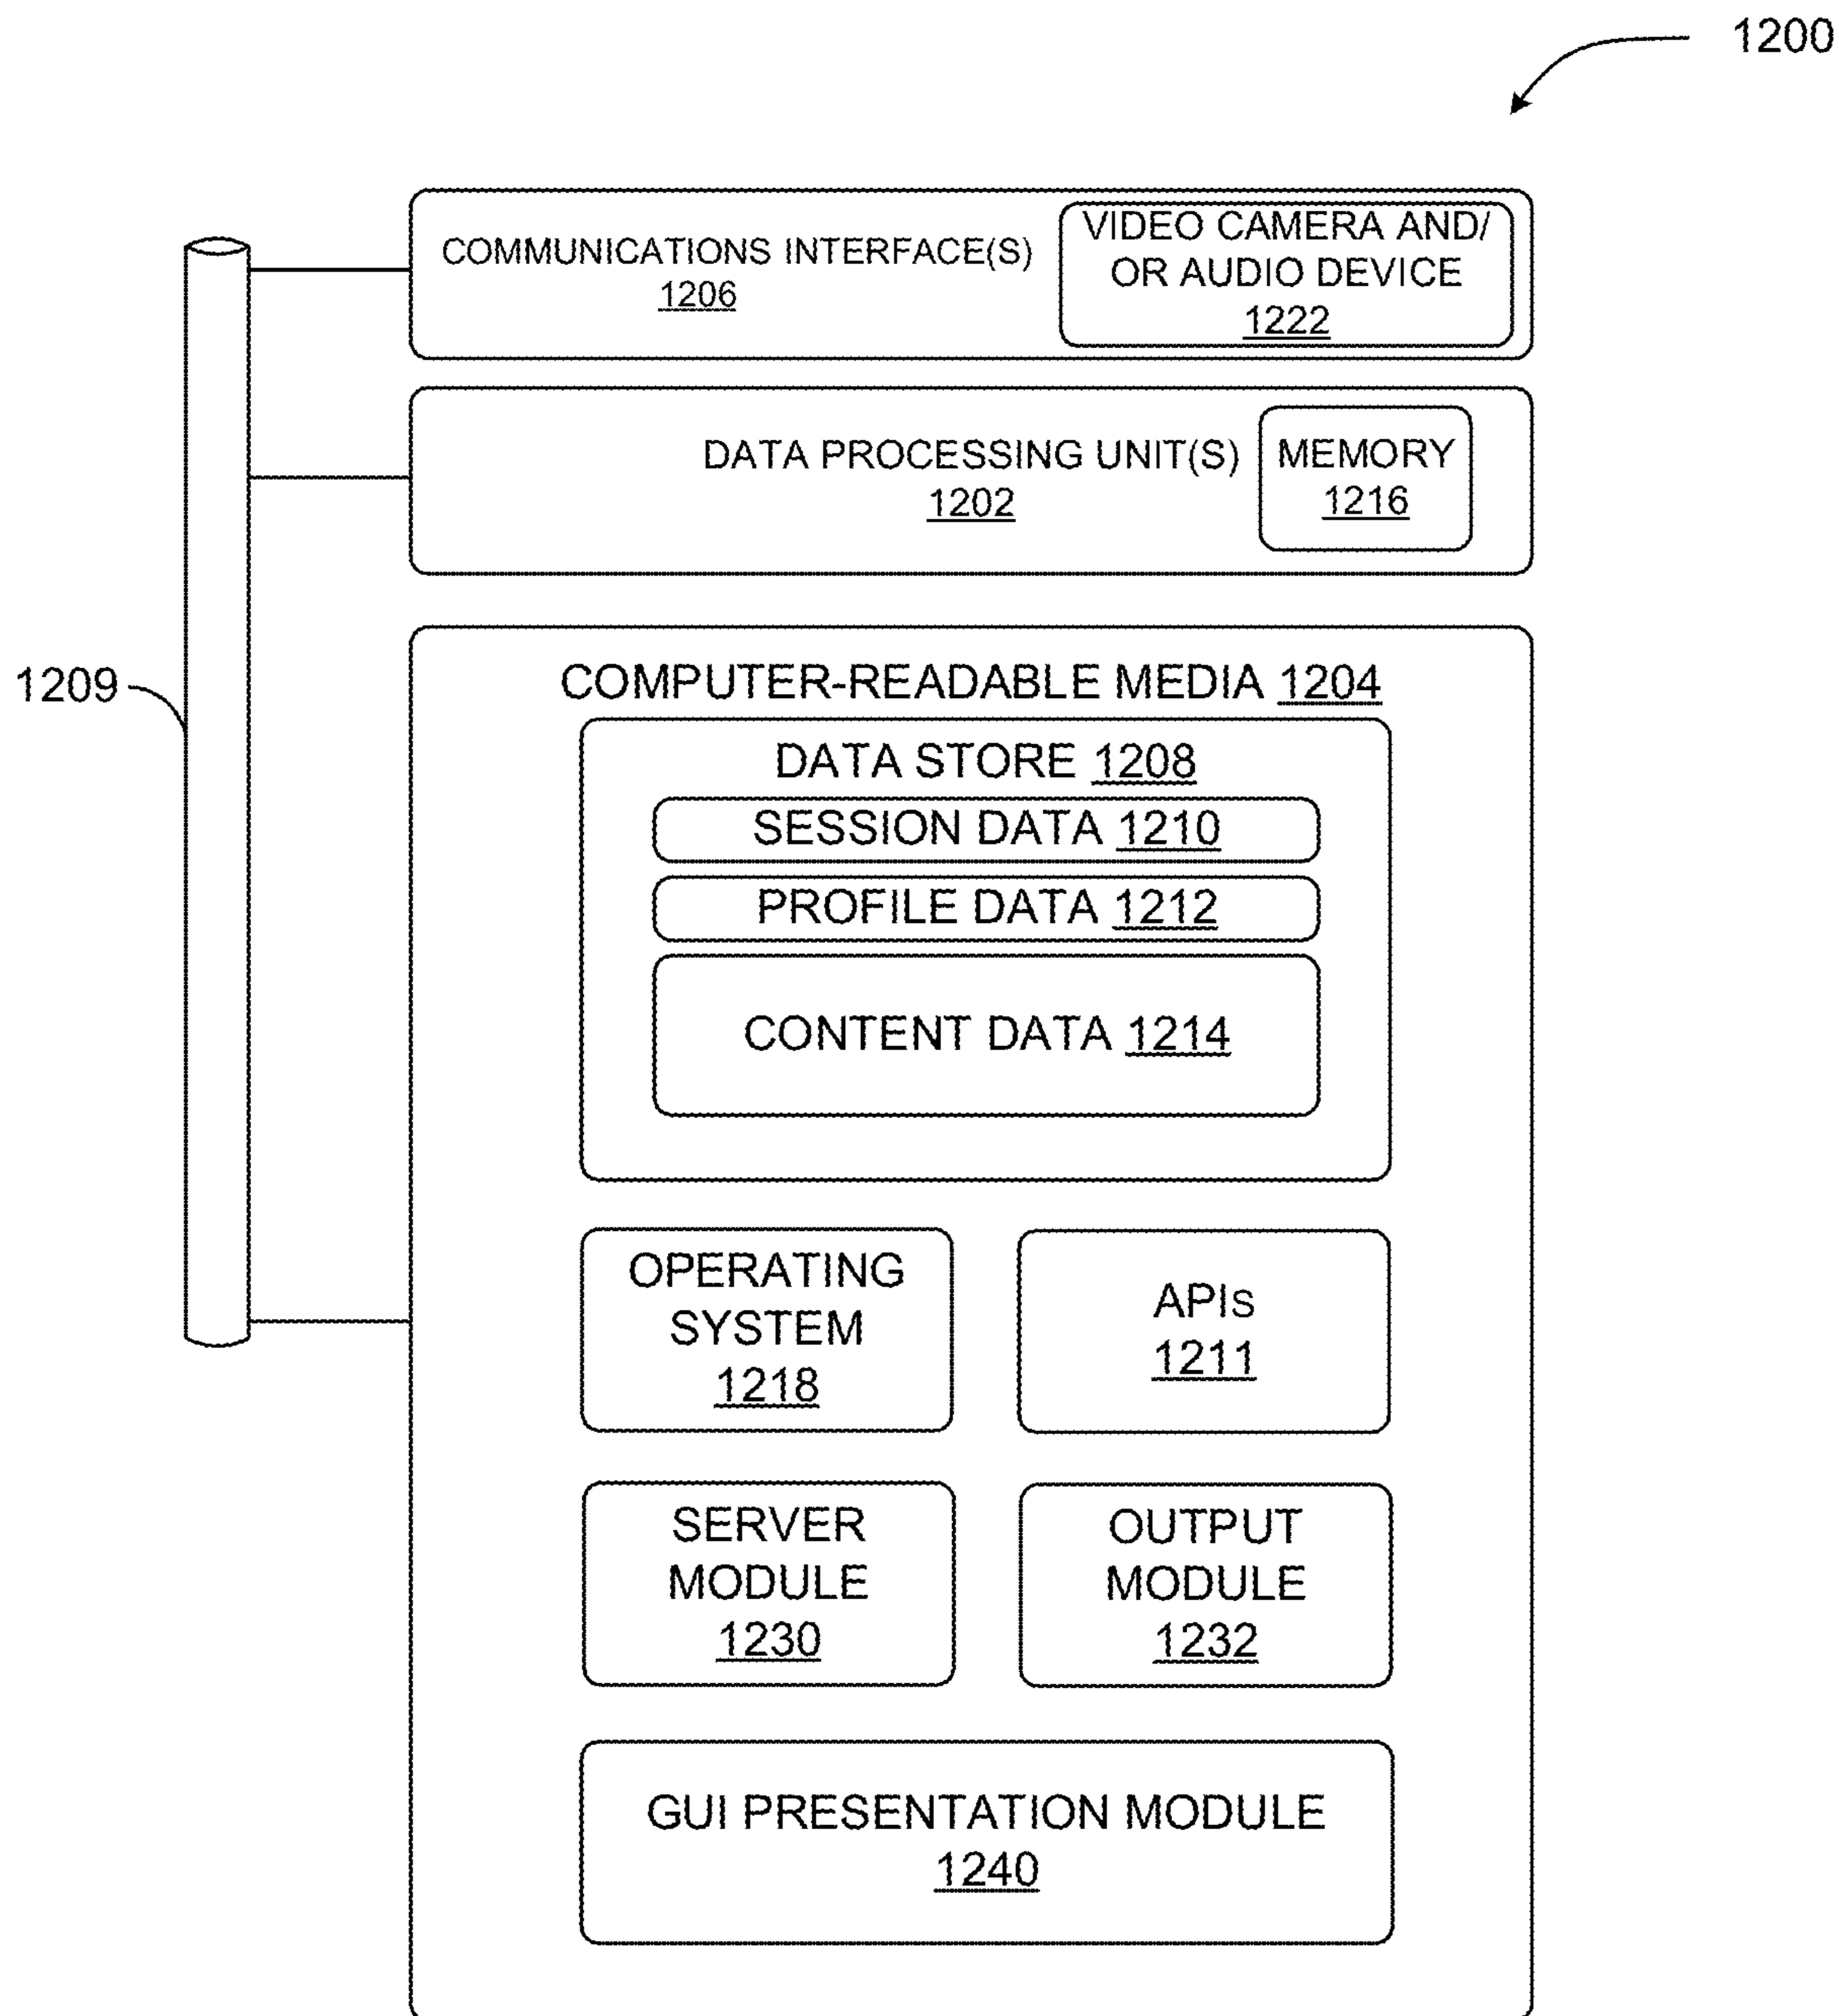 1200
COMMUNICATIONS INTERFACE(S)
1206
VIDEO CAMERA AND/
OR AUDIO DEVICE
1222
DATA PROCESSING UNIT(S)
1202
MEMORY
1216
1209
COMPUTER-READABLE MEDIA 1204
DATA STORE 1208
SESSION DATA 1210
PROFILE DATA 1212
CONTENT DATA 1214
OPERATING
SYSTEM
1218
APIs
1211
SERVER
MODULE
1230
OUTPUT
MODULE
1232
GUI PRESENTATION MODULE
1240